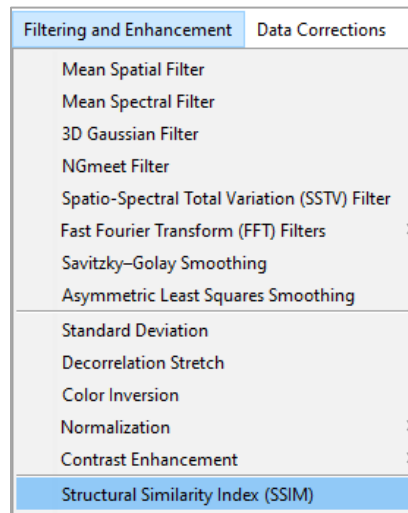 Filtering and Enhancement Data Corrections
Mean Spatial Filter
Mean Spectral Filter
3D Gaussian Filter
NGmeet Filter
Spatio-Spectral Total Variation (SSTV) Filter
Fast Fourier Transform (FFT) Filters
Savitzky–Golay Smoothing
Asymmetric Least Squares Smoothing
Standard Deviation
Decorrelation Stretch
Color Inversion
Normalization
Contrast Enhancement
Structural Similarity Index (SSIM)